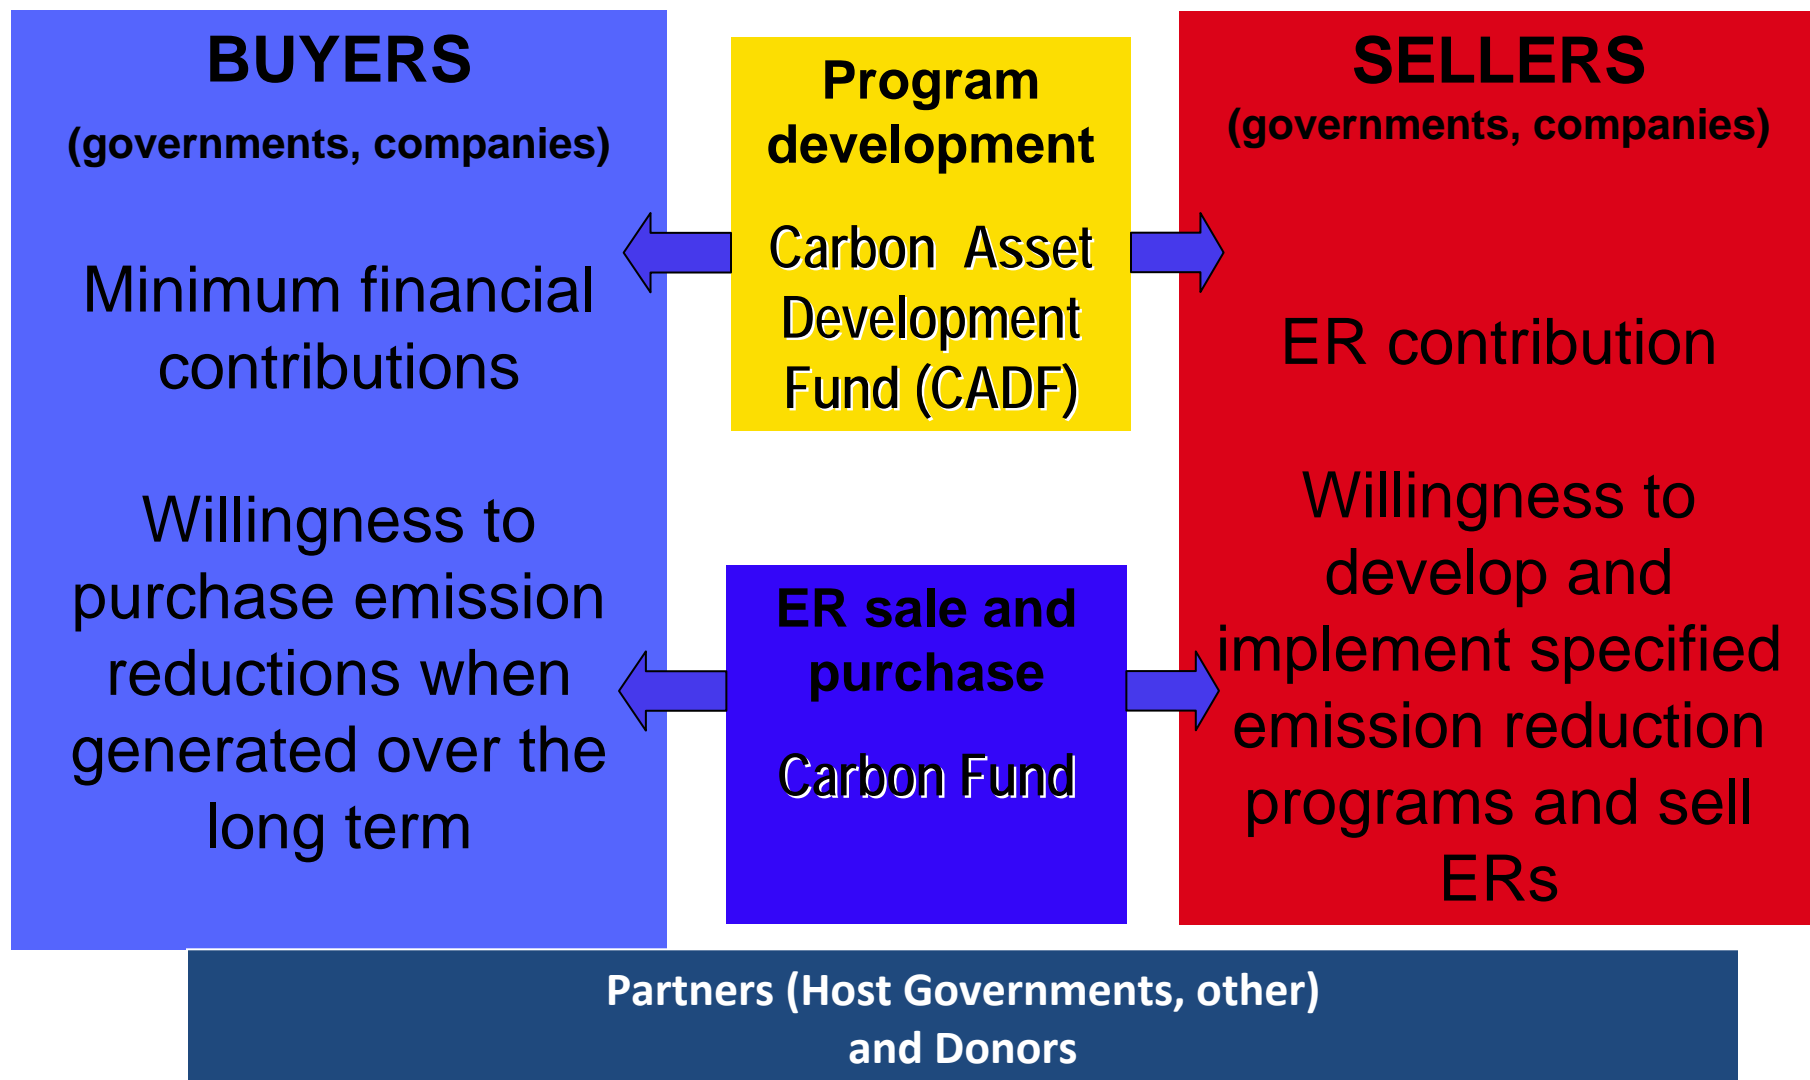 BUYERS
(governments, companies)
Minimum financial
contributions
Willingness to
purchase emission
reductions when
generated over the
long term
Program
development
Carbon Asset
Development
Fund (CADF)
ER sale and
purchase
Carbon Fund
SELLERS
(governments, companies)
ER contribution
Willingness to
develop and
implement specified
emission reduction
programs and sell
ERs
Partners (Host Governments, other)
and Donors